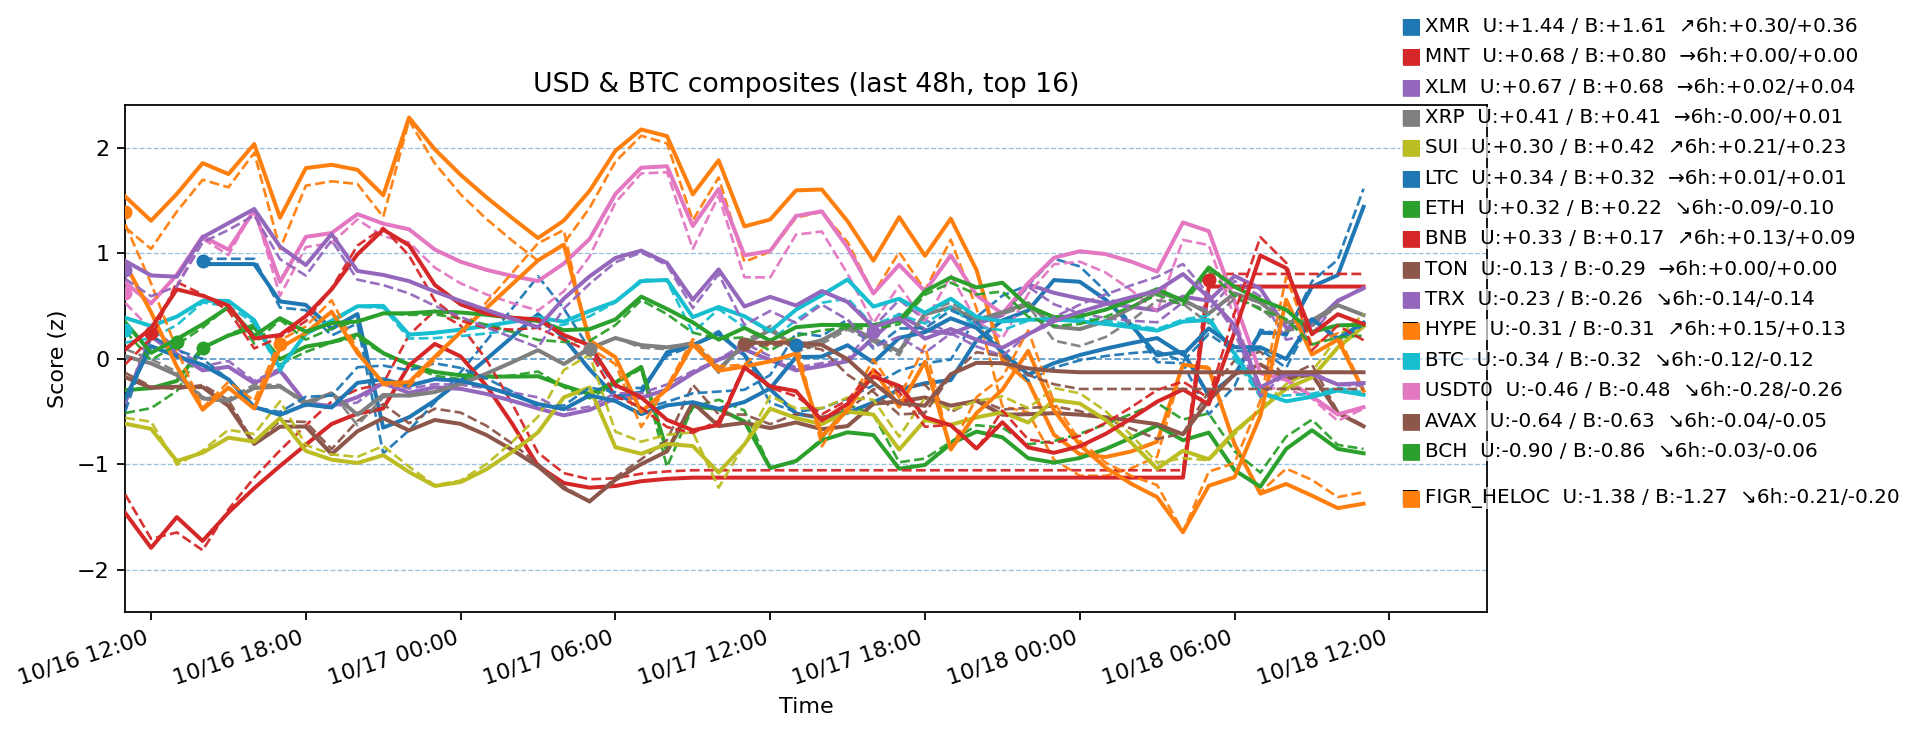 USD & BTC composites (last 48h, top 16)
XMR U:+1.44 / B:+1.61 ↗6h:+0.30/+0.36
MNT U:+0.68 / B:+0.80 →6h:+0.00/+0.00
XLM U:+0.67 / B:+0.68 →6h:+0.02/+0.04
XRP U:+0.41 / B:+0.41 →6h:-0.00/+0.01
SUI U:+0.30 / B:+0.42 ↗6h:+0.21/+0.23
LTC U:+0.34 / B:+0.32 →6h:+0.01/+0.01
ETH U:+0.32 / B:+0.22 ↘6h:-0.09/-0.10
BNB U:+0.33 / B:+0.17 ↗6h:+0.13/+0.09
TON U:-0.13 / B:-0.29 →6h:+0.00/+0.00
TRX U:-0.23 / B:-0.26 ↘6h:-0.14/-0.14
HYPE U:-0.31 / B:-0.31 ↗6h:+0.15/+0.13
BTC U:-0.34 / B:-0.32 ↘6h:-0.12/-0.12
USDT0 U:-0.46 / B:-0.48 ↘6h:-0.28/-0.26
AVAX U:-0.64 / B:-0.63 ↘6h:-0.04/-0.05
BCH U:-0.90 / B:-0.86 ↘6h:-0.03/-0.06
FIGR_HELOC U:-1.38 / B:-1.27 ↘6h:-0.21/-0.20
Score (z)
2
1
0
−1
−2
10/16 12:00
10/16 18:00
10/17 00:00
10/17 06:00
10/17 12:00
10/17 18:00
10/18 00:00
10/18 06:00
10/18 12:00
Time